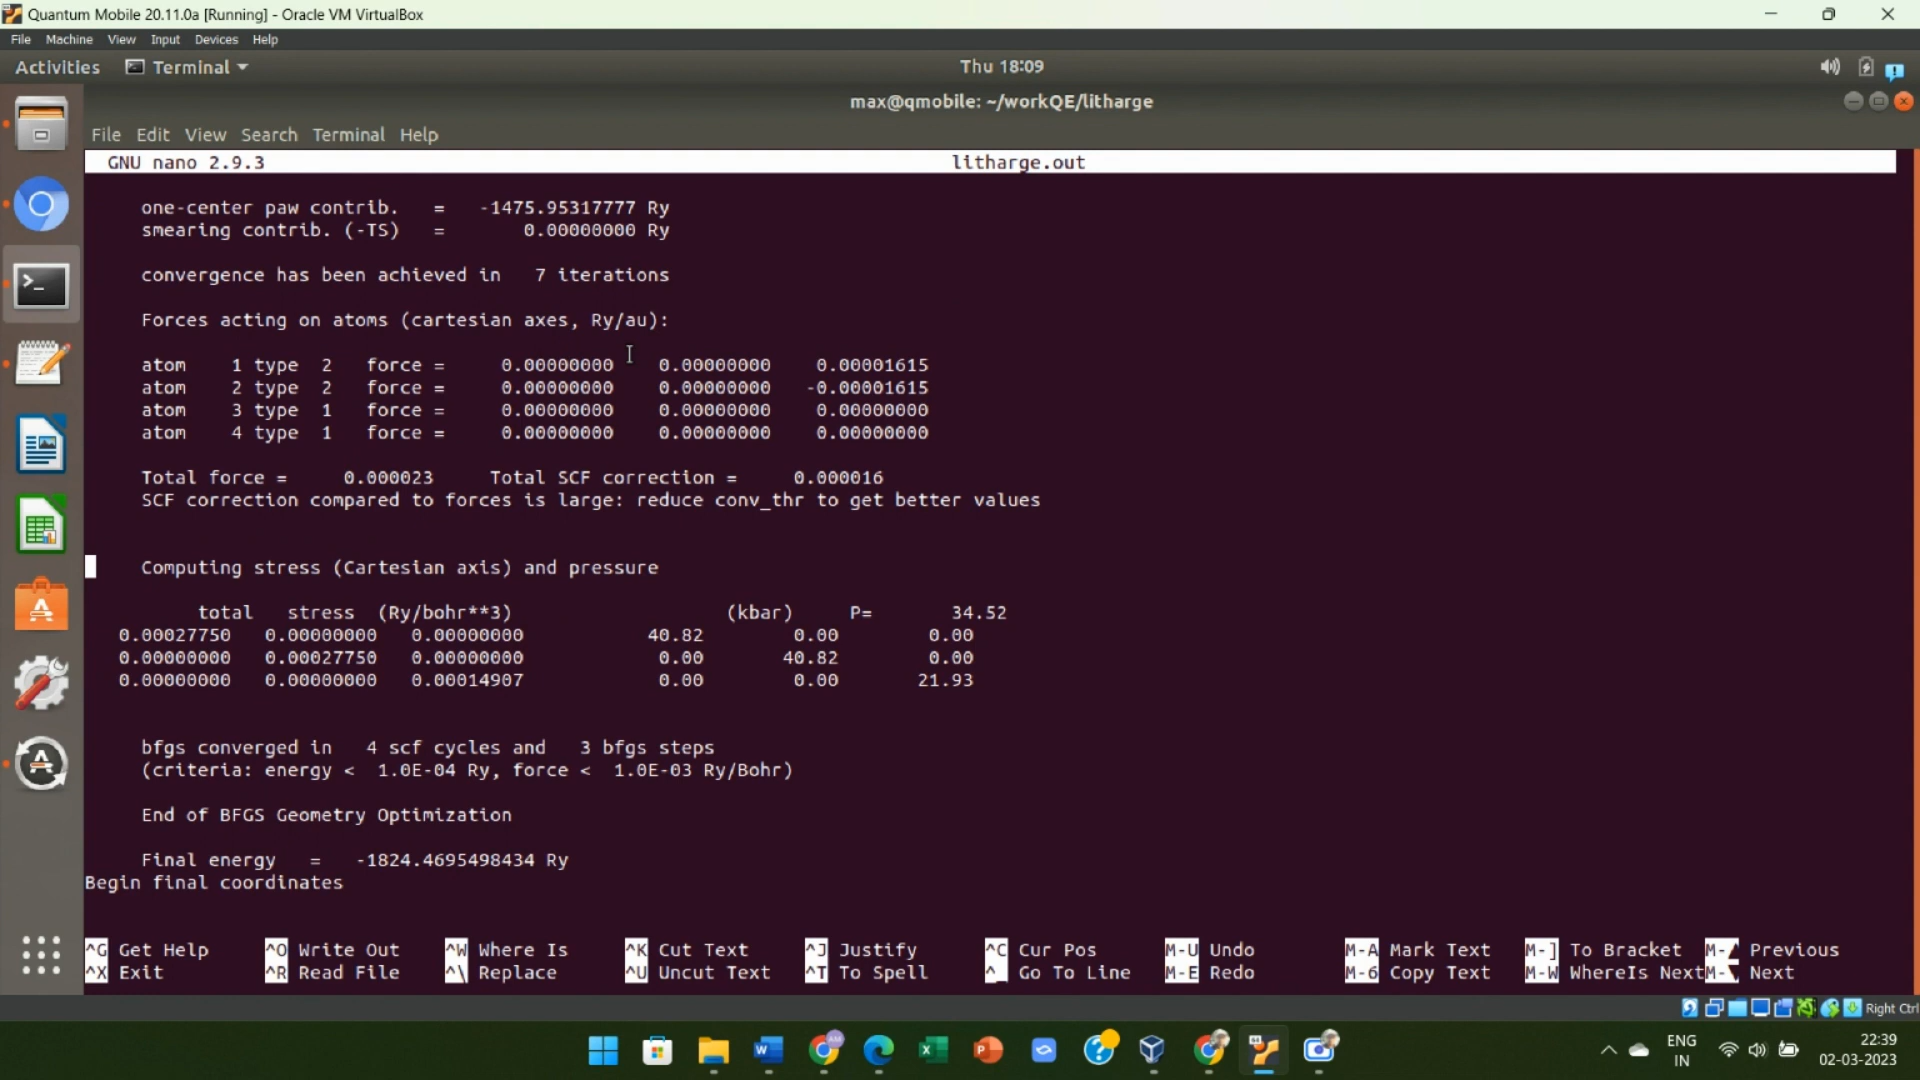 Quantum Mobile 20.11.0a [Running] - Oracle VM VirtualBox
File Machine View Input Devices Help
Activities Terminal Thu 18:09
max@qmobile: ~/workQE/litharge
File Edit View Search Terminal Help
GNU nano 2.9.3 litharge.out
one-center paw contrib. = -1475.95317777 Ry
smearing contrib. (-TS) = 0.00000000 Ry
convergence has been achieved in 7 iterations
Forces acting on atoms (cartesian axes, Ry/au):
atom 1 type 2 force = 0.00000000 0.00000000 0.00001615
atom 2 type 2 force = 0.00000000 0.00000000 -0.00001615
atom 3 type 1 force = 0.00000000 0.00000000 0.00000000
atom 4 type 1 force = 0.00000000 0.00000000 0.00000000
Total force = 0.000023 Total SCF correction = 0.000016
SCF correction compared to forces is large: reduce conv_thr to get better values
Computing stress (Cartesian axis) and pressure
total stress (Ry/bohr**3) (kbar) P= 34.52
0.00027750 0.00000000 0.00000000 40.82 0.00 0.00
0.00000000 0.00027750 0.00000000 0.00 40.82 0.00
0.00000000 0.00000000 0.00014907 0.00 0.00 21.93
bfgs converged in 4 scf cycles and 3 bfgs steps
(criteria: energy < 1.0E-04 Ry, force < 1.0E-03 Ry/Bohr)
End of BFGS Geometry Optimization
Final energy = -1824.4695498434 Ry
Begin final coordinates
^G Get Help ^O Write Out ^W Where Is ^K Cut Text ^J Justify ^C Cur Pos M-U Undo M-A Mark Text M-] To Bracket M-▲ Previous
^X Exit ^R Read File ^\ Replace ^U Uncut Text ^T To Spell ^_ Go To Line M-E Redo M-6 Copy Text M-W WhereIs Next M-▼ Next
Right Ctrl
ENG
IN
22:39
02-03-2023